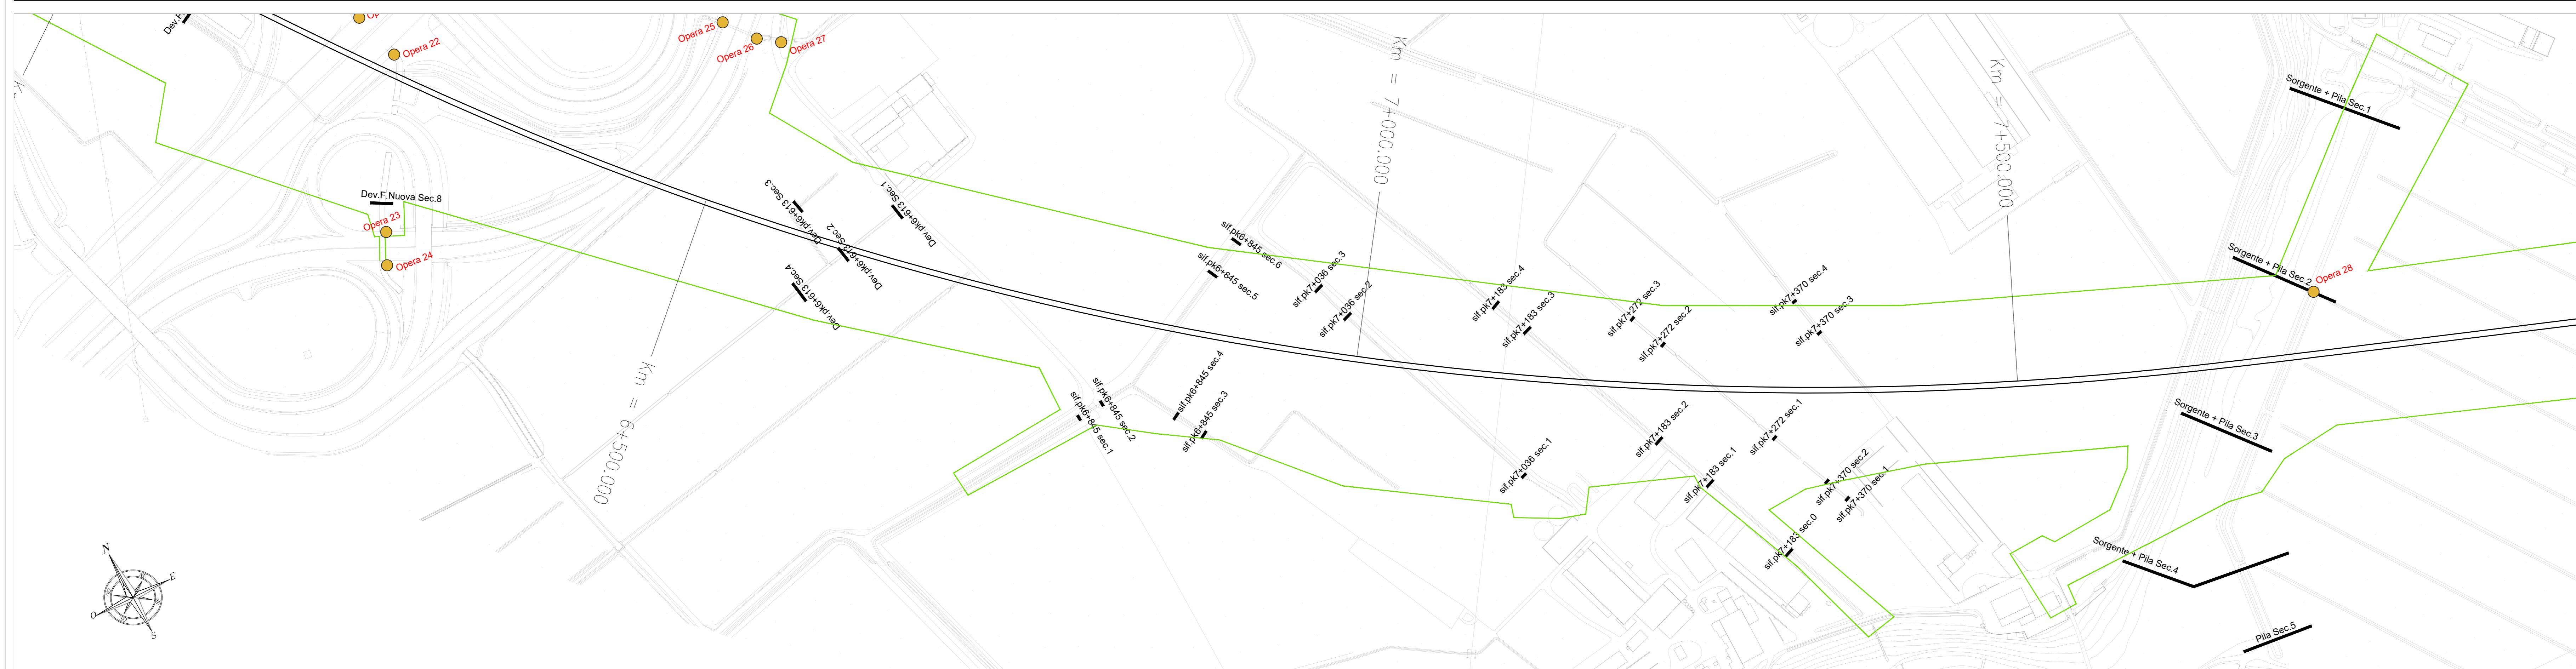 Opera 22
Opera 25
Opera 26
Opera 27
Dev.F.Nuova Sec.8
Opera 23
Opera 24
Dev.pk6+613 Sec.3
Dev.pk6+613 Sec.2
Dev.pk6+613 Sec.1
Dev.pk6+613 Sec.4
Km = 6+500.000
Km = 7+000.000
Km = 7+500.000
sif.pk6+845 sec.6
sif.pk6+845 sec.5
sif.pk6+845 sec.4
sif.pk6+845 sec.3
sif.pk6+845 sec.2
sif.pk6+845 sec.1
sif.pk7+036 sec.3
sif.pk7+036 sec.2
sif.pk7+036 sec.1
sif.pk7+183 sec.4
sif.pk7+183 sec.3
sif.pk7+183 sec.2
sif.pk7+183 sec.1
sif.pk7+183 sec.0
sif.pk7+272 sec.3
sif.pk7+272 sec.2
sif.pk7+272 sec.1
sif.pk7+370 sec.4
sif.pk7+370 sec.3
sif.pk7+370 sec.2
sif.pk7+370 sec.1
Sorgente + Pila Sec.1
Sorgente + Pila Sec.2
Opera 28
Sorgente + Pila Sec.3
Sorgente + Pila Sec.4
Pila Sec.5
N
E
O
S